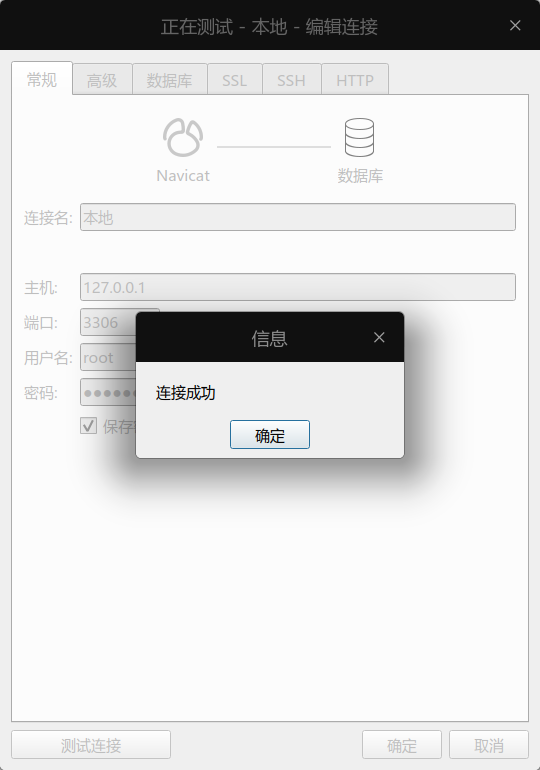 正在测试 - 本地 - 编辑连接
常规 高级 数据库 SSL SSH HTTP
Navicat 数据库
连接名: 本地
主机: 127.0.0.1
端口: 3306
信息
用户名: root
密码: ●●●●●●
连接成功
保存
确定
测试连接 确定 取消